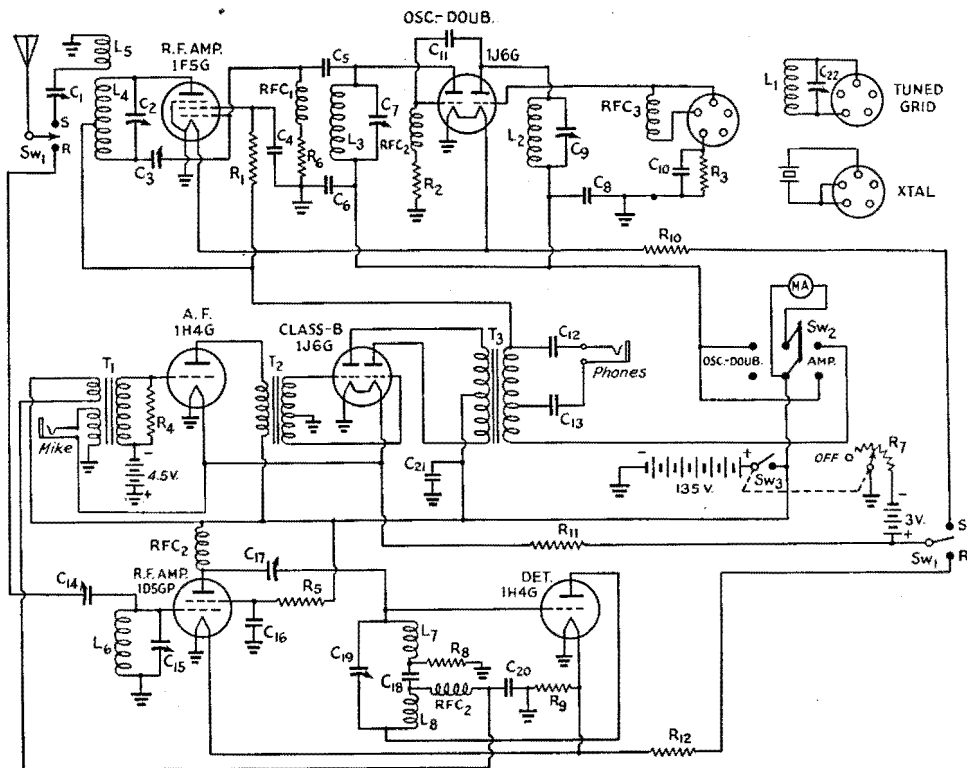 OSC.-DOUB.
1J6G
R.F. AMP.
1F5G
L5
C1
S
R
Sw1
L4
C2
C3
R1
C4
RFC1
R6
C5
L3
C7
C6
C11
RFC2
R2
L2
C9
C8
RFC3
C10
R3
L1
C22
TUNED
GRID
XTAL
R10
A.F.
1H4G
CLASS-B
1J6G
T1
Mike
R4
4.5V.
-
+
T2
T3
C12
Phones
C13
C21
MA
Sw2
OSC.-DOUB.
AMP.
135 V.
-
+
Sw3
OFF
R7
-
3V.
+
S
Sw1
R
R11
RFC2
R.F. AMP.
1D5GP
C17
C14
L6
C15
C16
R5
DET.
1H4G
C19
L7
R8
C18
RFC2
L8
C20
R9
R12